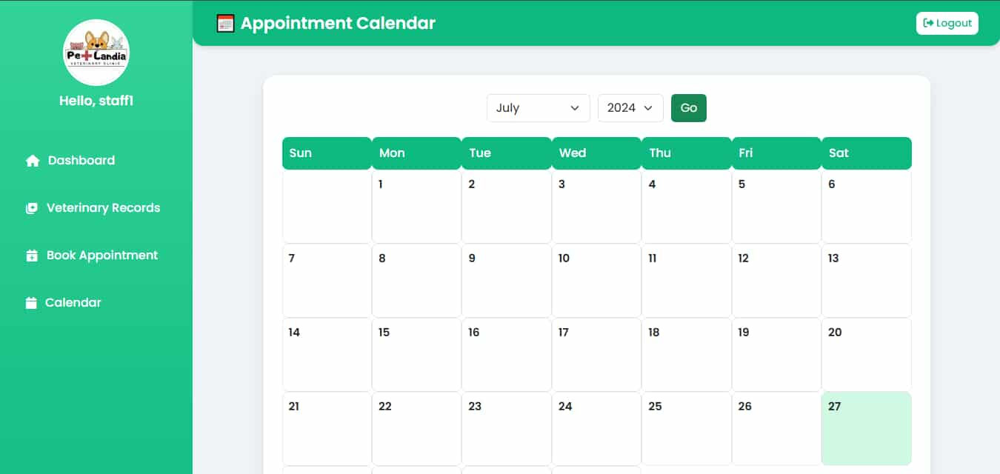 Pe Landia
VETERINARY CLINIC
Hello, staff1
Dashboard
Veterinary Records
Book Appointment
Calendar
Appointment Calendar
Logout
July 2024 Go
Sun Mon Tue Wed Thu Fri Sat
1 2 3 4 5 6
7 8 9 10 11 12 13
14 15 16 17 18 19 20
21 22 23 24 25 26 27